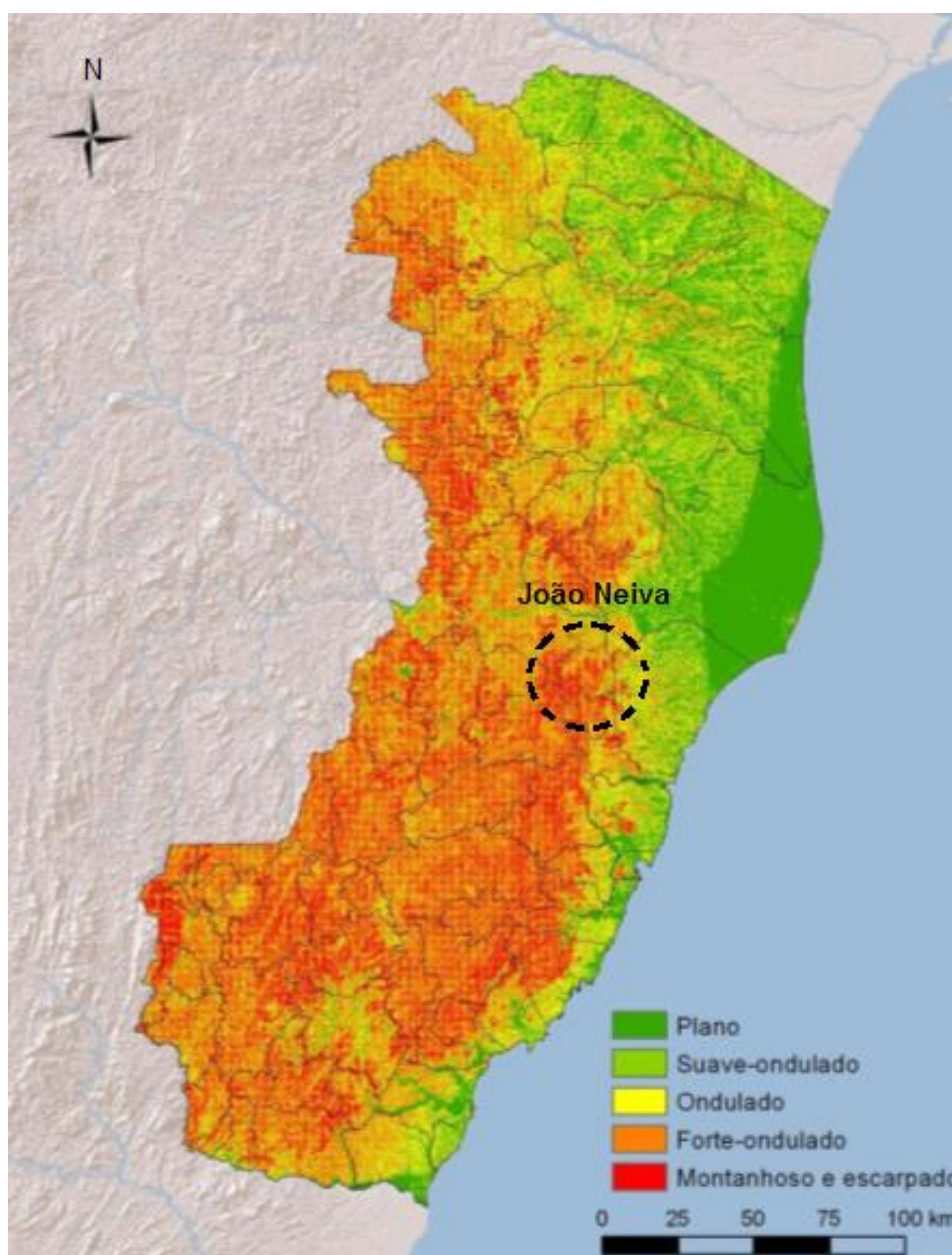 N
João Neiva
Plano
Suave-ondulado
Ondulado
Forte-ondulado
Montanhoso e escarpado
0 25 50 75 100 km